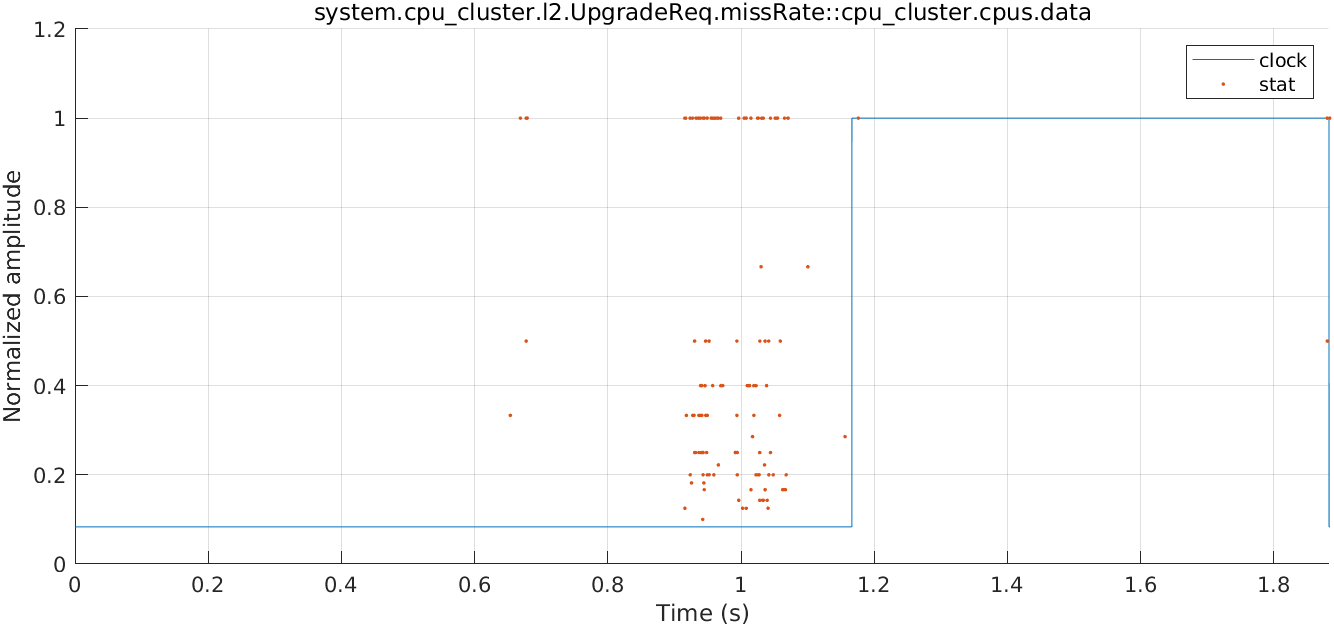 system.cpu_cluster.l2.UpgradeReq.missRate::cpu_cluster.cpus.data
1.2
1
0.8
0.6
0.4
0.2
0
Normalized amplitude
clock
stat
0 0.2 0.4 0.6 0.8 1 1.2 1.4 1.6 1.8
Time (s)